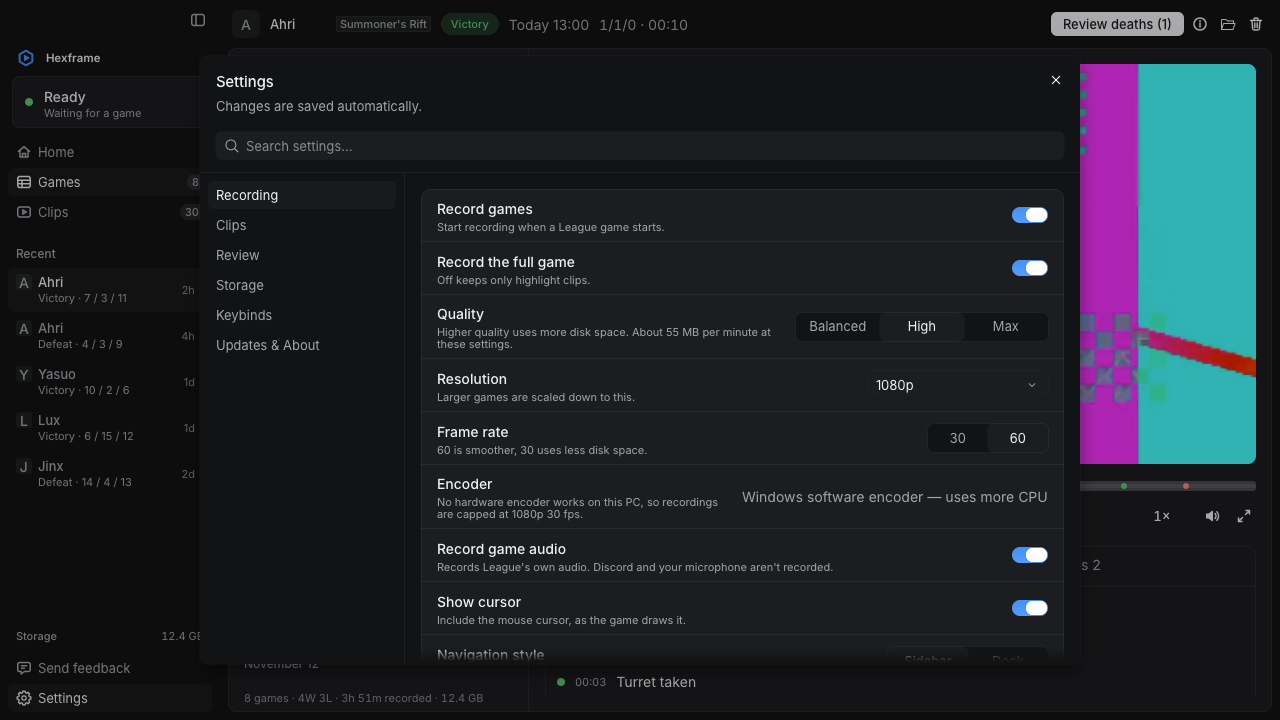 A Ahri Summoner's Rift Victory Today 13:00 1/1/0 · 00:10 Review deaths (1)
Hexframe
Ready
Waiting for a game
Home
Games 8
Clips 30
Recent
A Ahri
Victory · 7 / 3 / 11
2h
A Ahri
Defeat · 4 / 3 / 9
4h
Y Yasuo
Victory · 10 / 2 / 6
1d
L Lux
Victory · 6 / 15 / 12
1d
J Jinx
Defeat · 14 / 4 / 13
2d
Storage 12.4 GB
Send feedback
Settings
Settings
Changes are saved automatically.
Search settings...
Recording
Clips
Review
Storage
Keybinds
Updates & About
Record games
Start recording when a League game starts.
Record the full game
Off keeps only highlight clips.
Quality
Higher quality uses more disk space. About 55 MB per minute at
these settings.
Balanced High Max
Resolution
Larger games are scaled down to this.
1080p
Frame rate
60 is smoother, 30 uses less disk space.
30 60
Encoder
No hardware encoder works on this PC, so recordings
are capped at 1080p 30 fps.
Windows software encoder — uses more CPU
Record game audio
Records League's own audio. Discord and your microphone aren't recorded.
Show cursor
Include the mouse cursor, as the game draws it.
Navigation style
Sidebar Dock
1×
s 2
November 12
8 games · 4W 3L · 3h 51m recorded · 12.4 GB
00:03 Turret taken